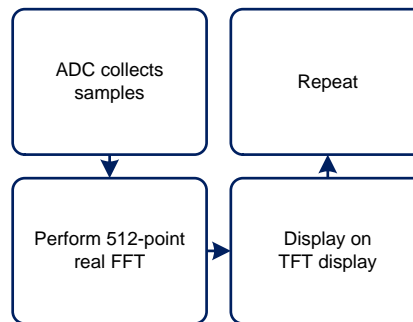 ADC collects
samples
Perform 512-point
real FFT
Display on
TFT display
Repeat